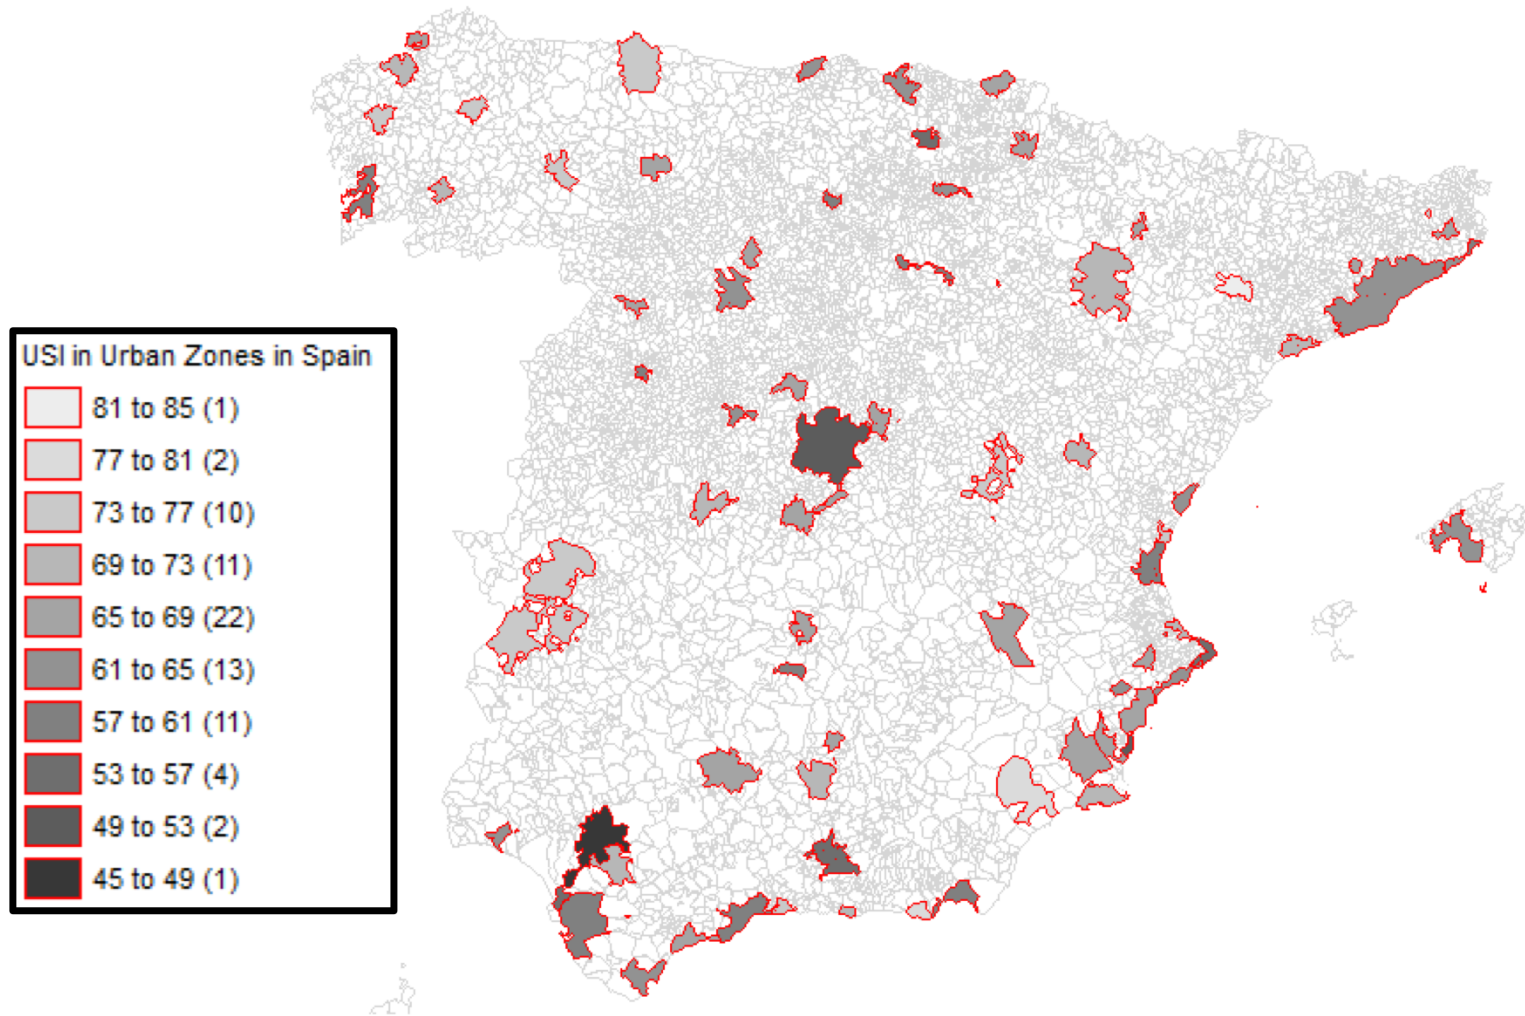 USI in Urban Zones in Spain
81 to 85 (1)
77 to 81 (2)
73 to 77 (10)
69 to 73 (11)
65 to 69 (22)
61 to 65 (13)
57 to 61 (11)
53 to 57 (4)
49 to 53 (2)
45 to 49 (1)